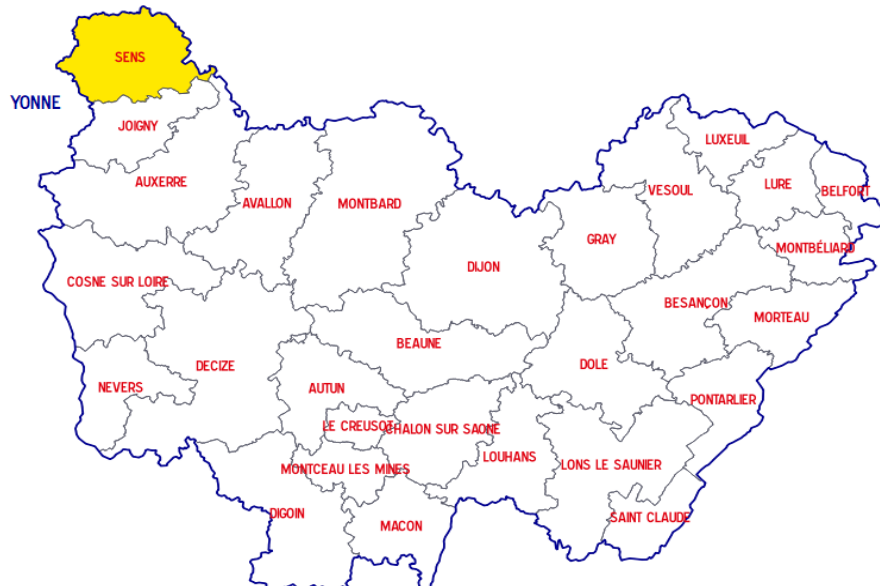 SENS
YONNE
JOIGNY
LUXEUIL
AUXERRE
LURE
BELFORT
VESOUL
AVALLON
MONTBARD
GRAY
MONTBÉLIARD
DIJON
COSNE SUR LOIRE
BESANÇON
MORTEAU
BEAUNE
DECIZE
DOLE
NEVERS
AUTUN
PONTARLIER
LE CREUSOT
CHALON SUR SAONE
LOUHANS
LONS LE SAUNIER
MONTCEAU LES MINES
DIGOIN
SAINT CLAUDE
MACON